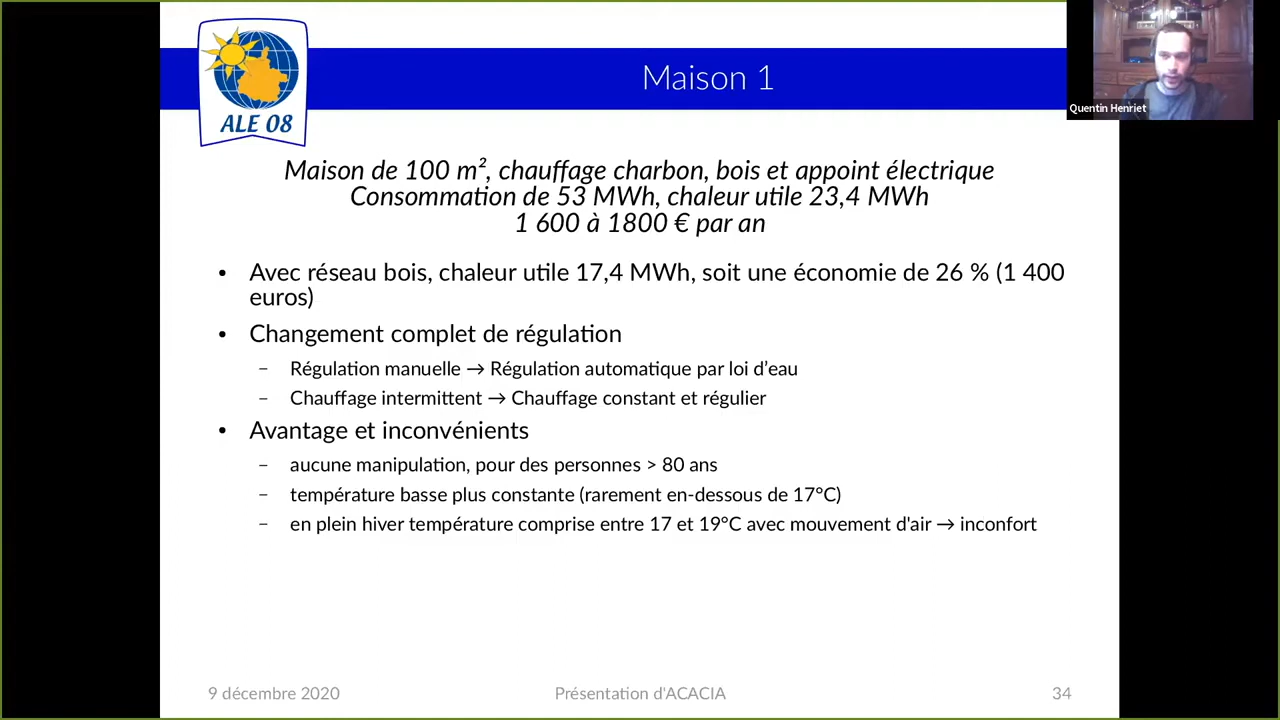 Maison 1
Quentin Henriet
ALE 08
Maison de 100 m², chauffage charbon, bois et appoint électrique
Consommation de 53 MWh, chaleur utile 23,4 MWh
1 600 à 1800 € par an
• Avec réseau bois, chaleur utile 17,4 MWh, soit une économie de 26 % (1 400
euros)
• Changement complet de régulation
– Régulation manuelle → Régulation automatique par loi d’eau
– Chauffage intermittent → Chauffage constant et régulier
• Avantage et inconvénients
– aucune manipulation, pour des personnes > 80 ans
– température basse plus constante (rarement en-dessous de 17°C)
– en plein hiver température comprise entre 17 et 19°C avec mouvement d'air → inconfort
9 décembre 2020
Présentation d'ACACIA
34